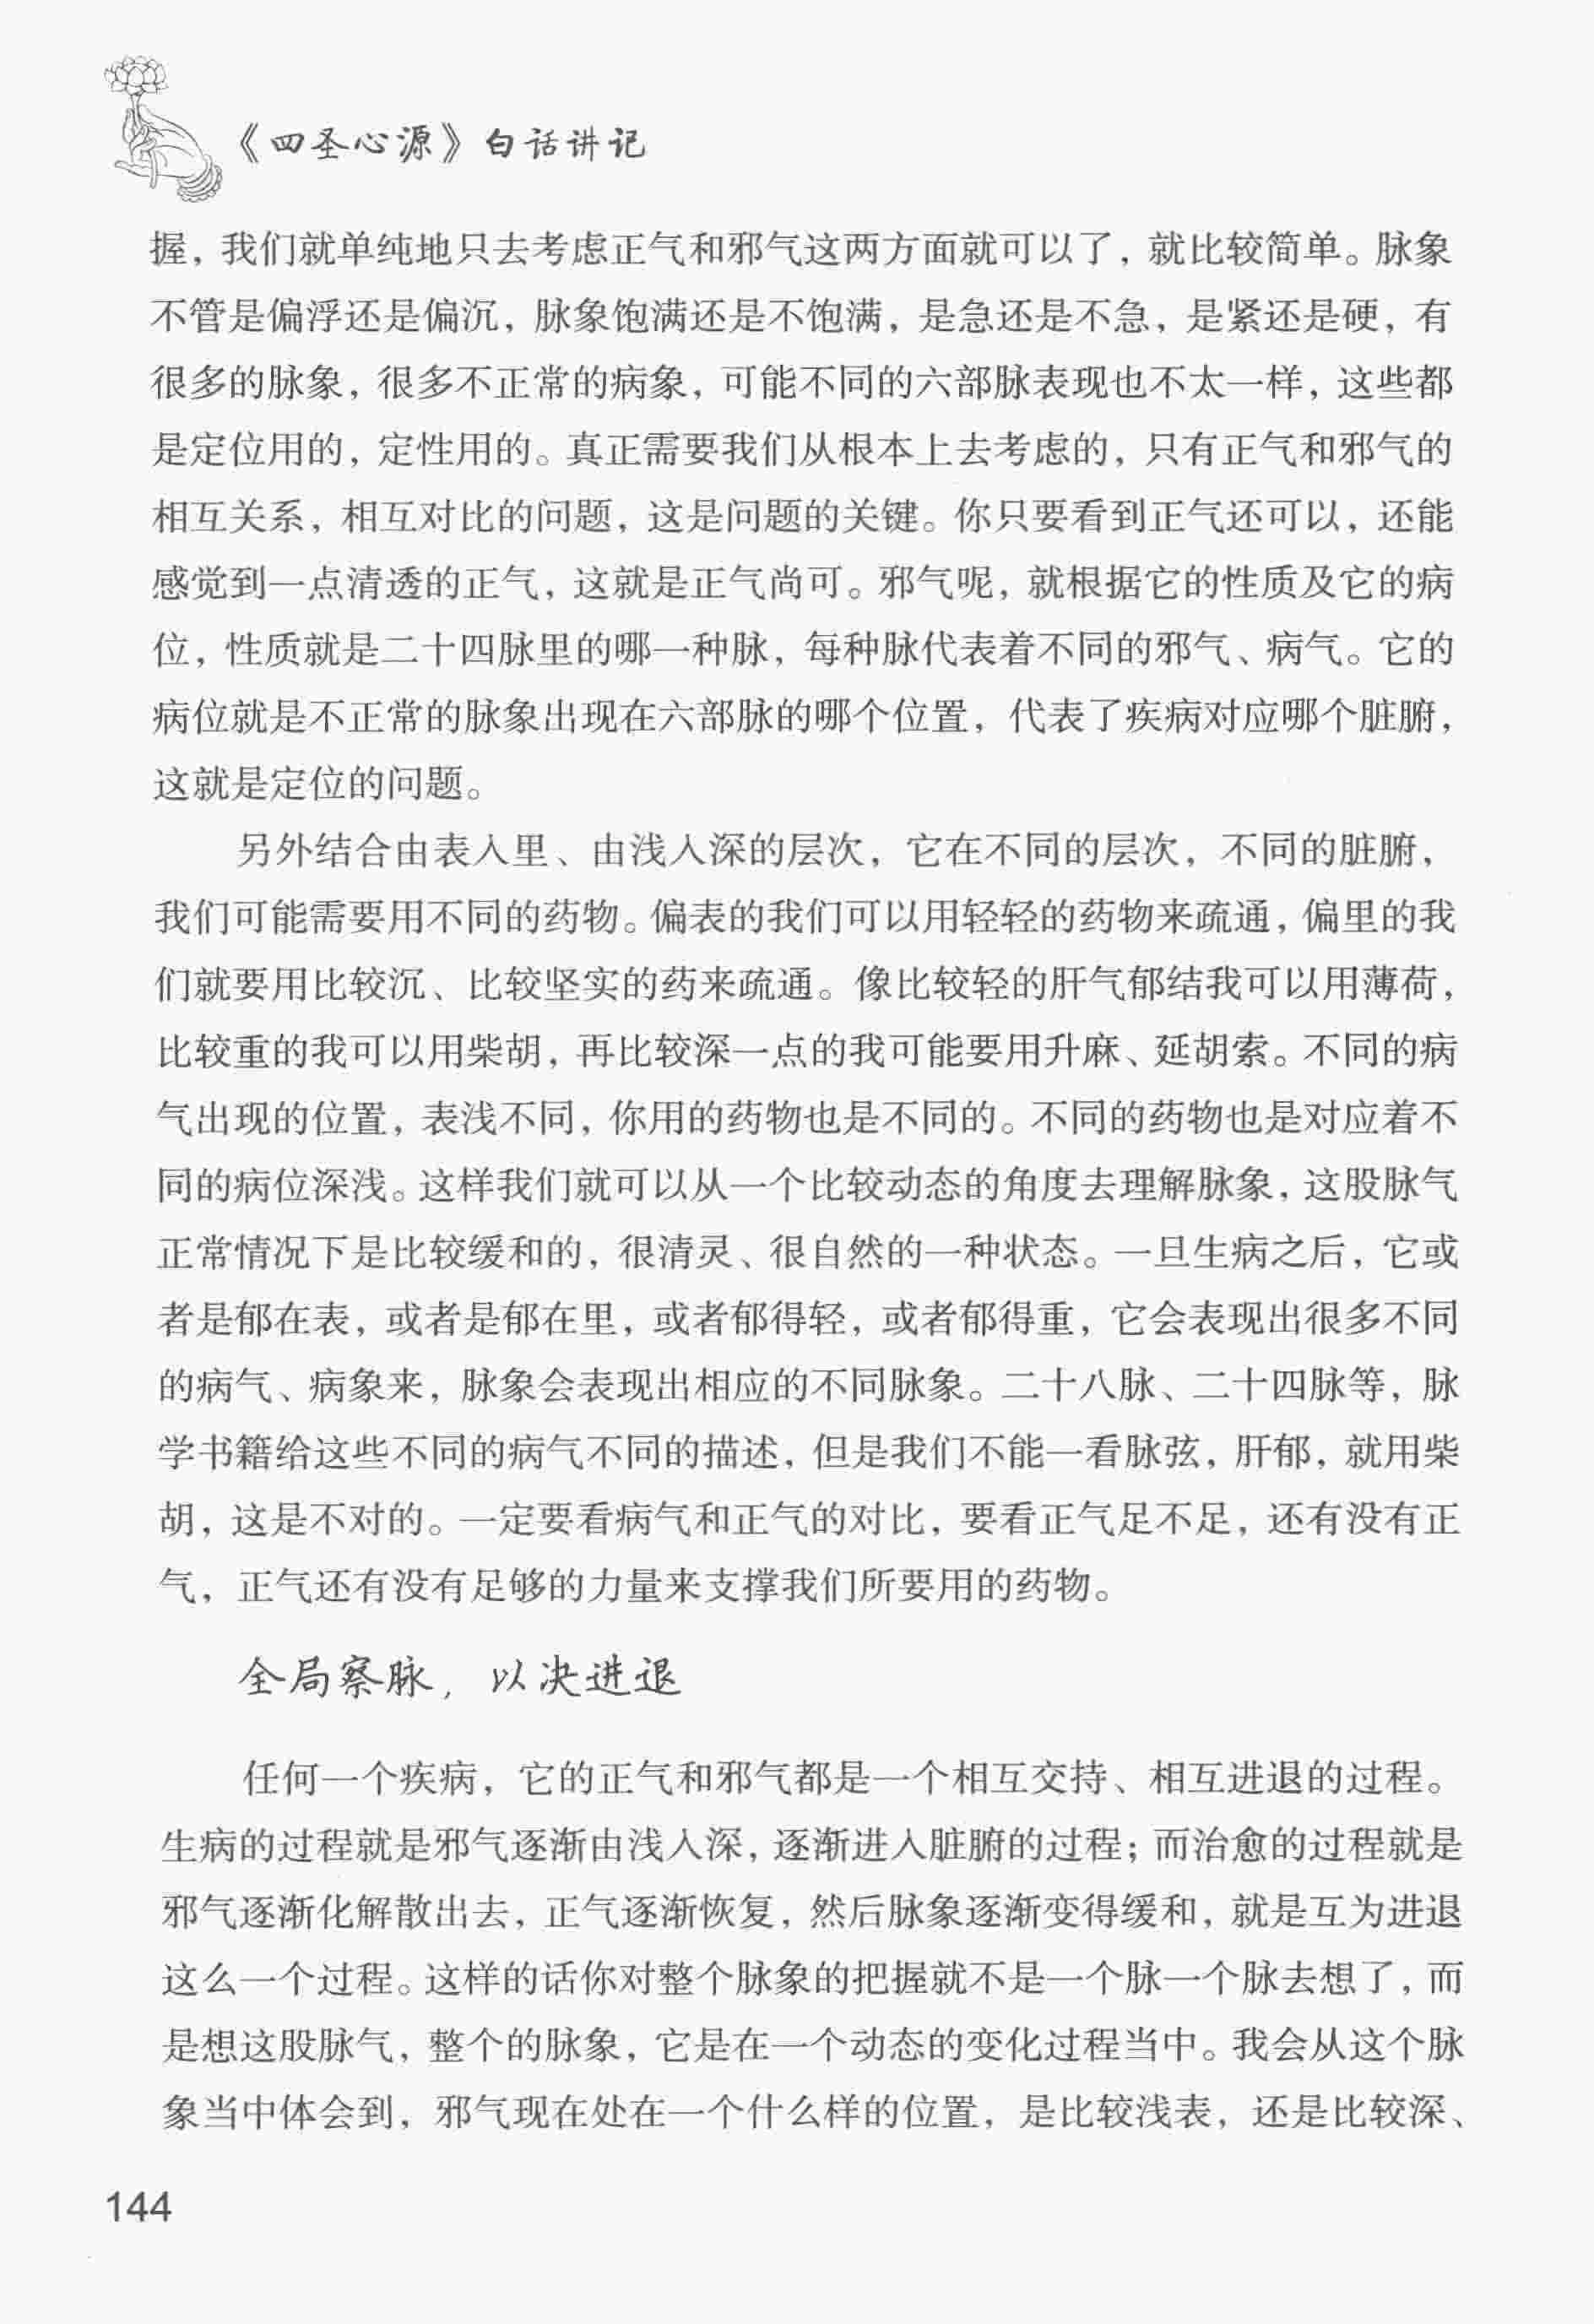 《四圣心源》白话讲记
握，我们就单纯地只去考虑正气和邪气这两方面就可以了，就比较简单。脉象
不管是偏浮还是偏沉，脉象饱满还是不饱满，是急还是不急，是紧还是硬，有
很多的脉象，很多不正常的病象，可能不同的六部脉表现也不太一样，这些都
是定位用的，定性用的。真正需要我们从根本上去考虑的，只有正气和邪气的
相互关系，相互对比的问题，这是问题的关键。你只要看到正气还可以，还能
感觉到一点清透的正气，这就是正气尚可。邪气呢，就根据它的性质及它的病
位，性质就是二十四脉里的哪一种脉，每种脉代表着不同的邪气、病气。它的
病位就是不正常的脉象出现在六部脉的哪个位置，代表了疾病对应哪个脏腑，
这就是定位的问题。
另外结合由表入里、由浅入深的层次，它在不同的层次，不同的脏腑，
我们可能需要用不同的药物。偏表的我们可以用轻轻的药物来疏通，偏里的我
们就要用比较沉、比较坚实的药来疏通。像比较轻的肝气郁结我可以用薄荷，
比较重的我可以用柴胡，再比较深一点的我可能要用升麻、延胡索。不同的病
气出现的位置，表浅不同，你用的药物也是不同的。不同的药物也是对应着不
同的病位深浅。这样我们就可以从一个比较动态的角度去理解脉象，这股脉气
正常情况下是比较缓和的，很清灵、很自然的一种状态。一旦生病之后，它或
者是郁在表，或者是郁在里，或者郁得轻，或者郁得重，它会表现出很多不同
的病气、病象来，脉象会表现出相应的不同脉象。二十八脉、二十四脉等，脉
学书籍给这些不同的病气不同的描述，但是我们不能一看脉弦，肝郁，就用柴
胡，这是不对的。一定要看病气和正气的对比，要看正气足不足，还有没有正
气，正气还有没有足够的力量来支撑我们所要用的药物。
全局察脉，以决进退
任何一个疾病，它的正气和邪气都是一个相互交持、相互进退的过程。
生病的过程就是邪气逐渐由浅入深，逐渐进入脏腑的过程；而治愈的过程就是
邪气逐渐化解散出去，正气逐渐恢复，然后脉象逐渐变得缓和，就是互为进退
这么一个过程。这样的话你对整个脉象的把握就不是一个脉一个脉去想了，而
是想这股脉气，整个的脉象，它是在一个动态的变化过程当中。我会从这个脉
象当中体会到，邪气现在处在一个什么样的位置，是比较浅表，还是比较深、
144